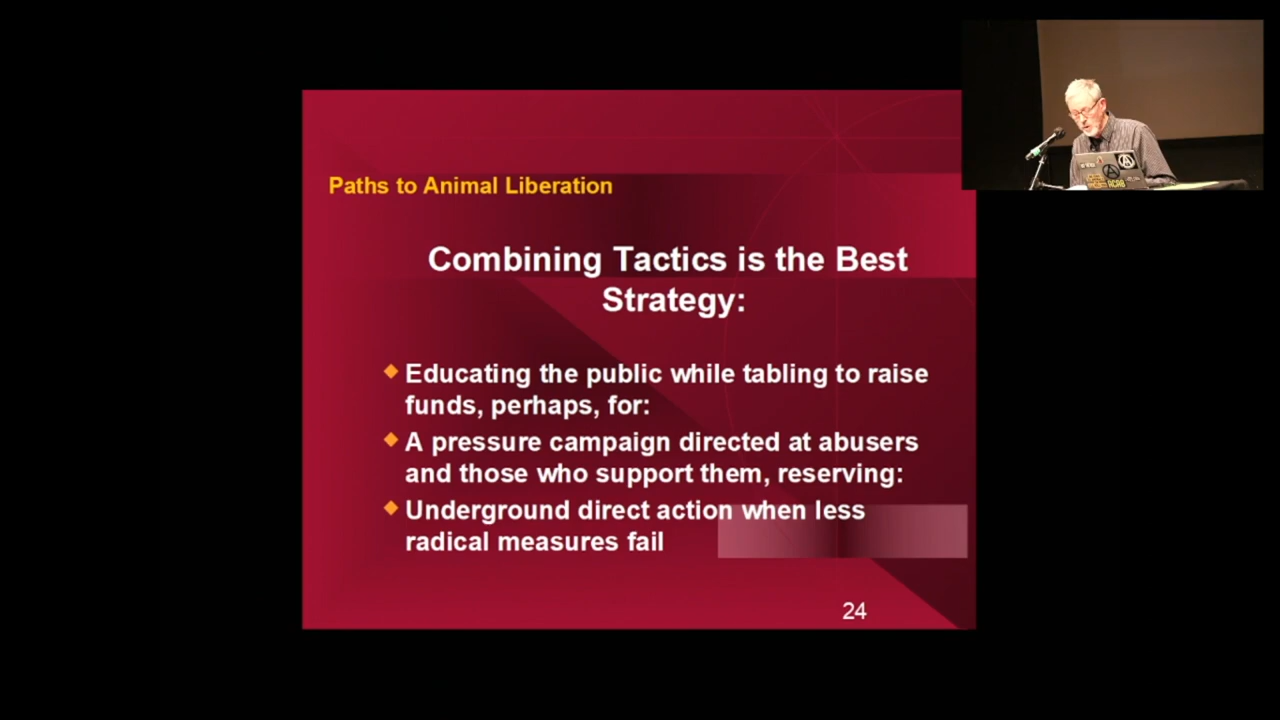 Paths to Animal Liberation
Combining Tactics is the Best
Strategy:
Educating the public while tabling to raise
funds, perhaps, for:
A pressure campaign directed at abusers
and those who support them, reserving:
Underground direct action when less
radical measures fail
24
ACAB